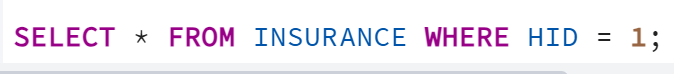 SELECT * FROM INSURANCE WHERE HID = 1;